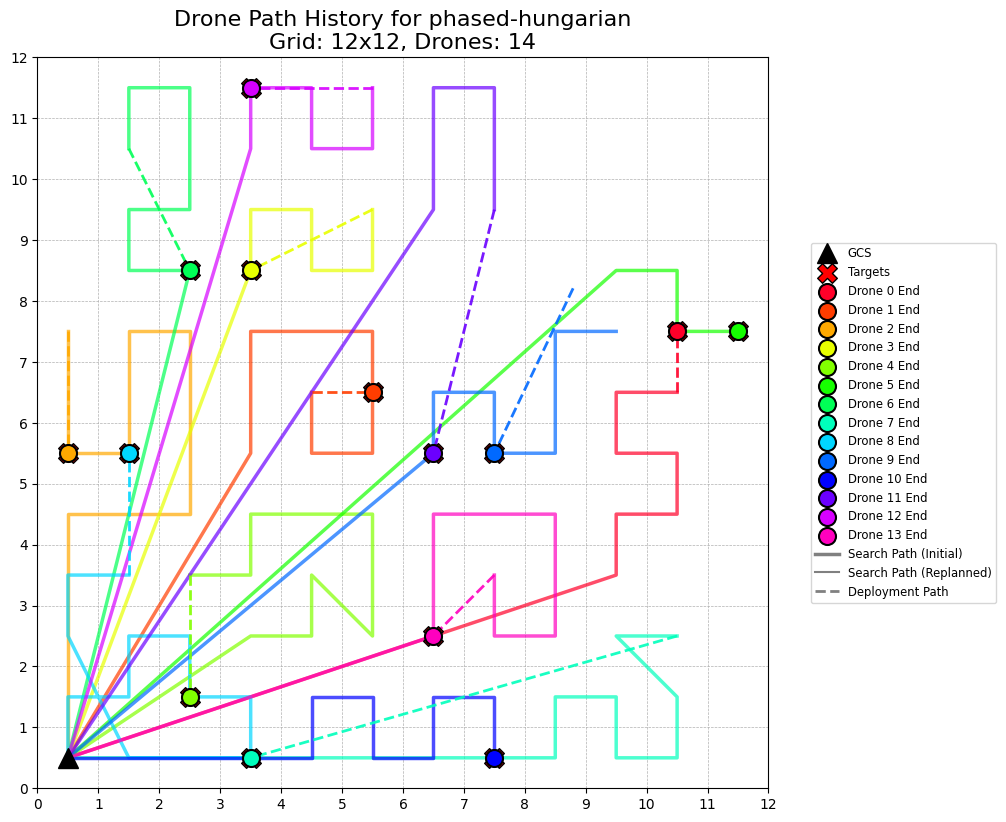 Drone Path History for phased-hungarian
Grid: 12x12, Drones: 14
12
11
10
9
8
7
6
5
4
3
2
1
0
0 1 2 3 4 5 6 7 8 9 10 11 12
GCS
Targets
Drone 0 End
Drone 1 End
Drone 2 End
Drone 3 End
Drone 4 End
Drone 5 End
Drone 6 End
Drone 7 End
Drone 8 End
Drone 9 End
Drone 10 End
Drone 11 End
Drone 12 End
Drone 13 End
Search Path (Initial)
Search Path (Replanned)
Deployment Path